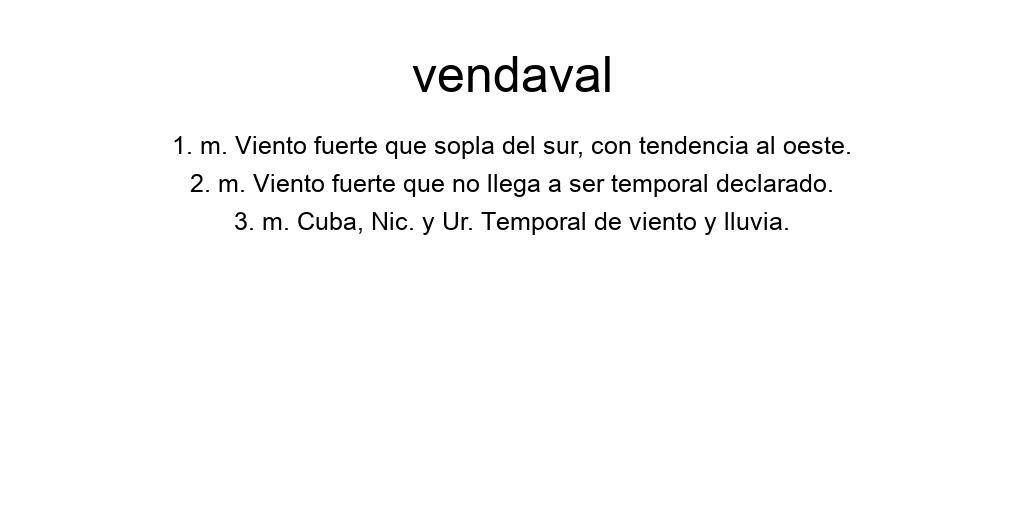 vendaval
1. m. Viento fuerte que sopla del sur, con tendencia al oeste.
2. m. Viento fuerte que no llega a ser temporal declarado.
3. m. Cuba, Nic. y Ur. Temporal de viento y lluvia.